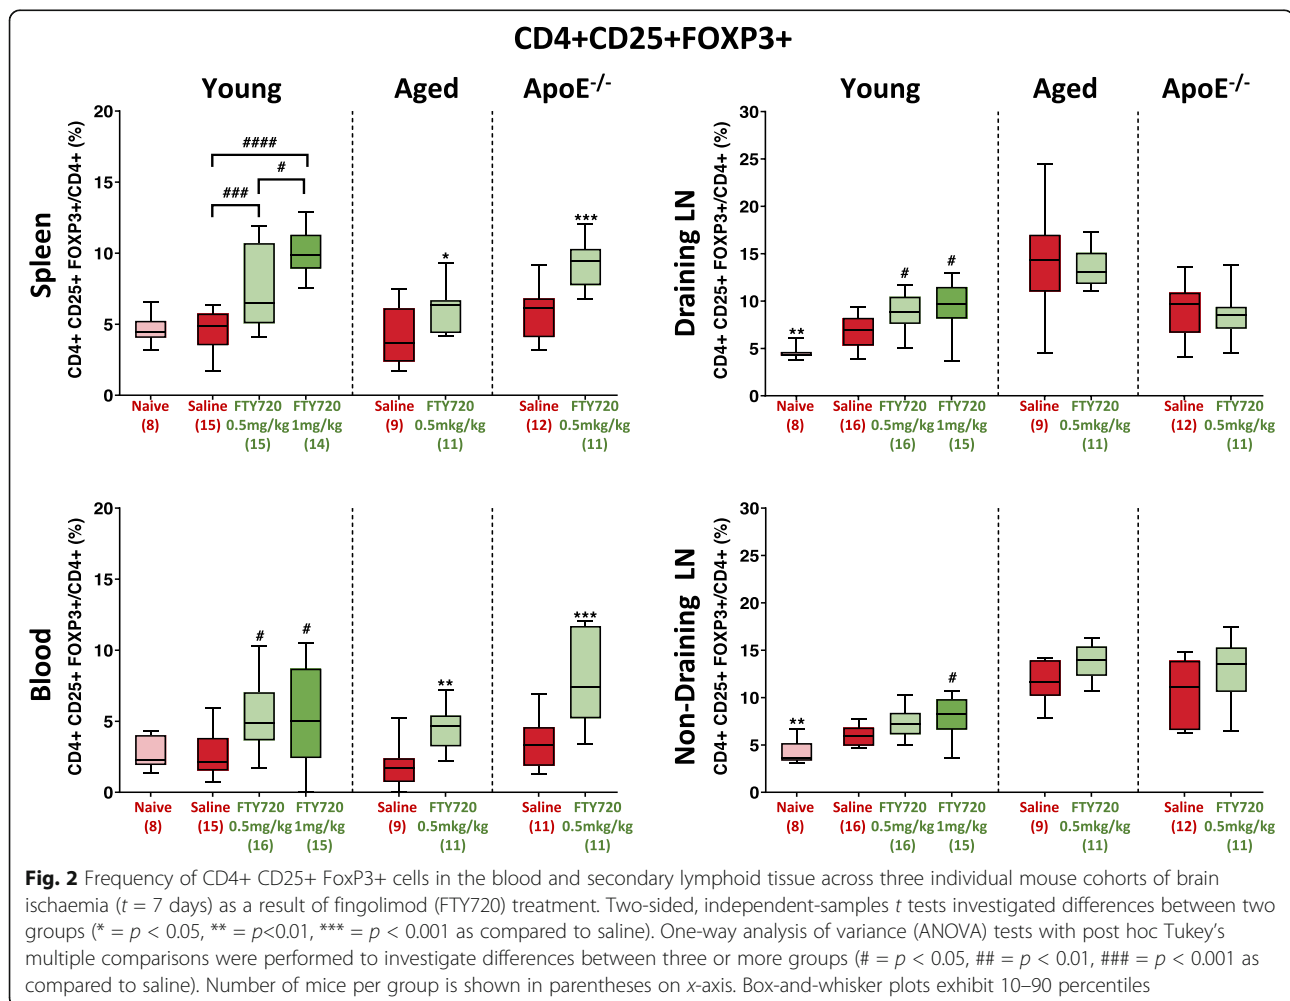 CD4+CD25+FOXP3+
Young Aged ApoE-/-
Spleen
CD4+ CD25+ FOXP3+/CD4+ (%)
20
15
10
5
0
####
#
###
*
***
Naive Saline FTY720 FTY720 Saline FTY720 Saline FTY720
(8) (15) 0.5mg/kg 1mg/kg (9) 0.5mkg/kg (12) 0.5mkg/kg
(15) (14) (11) (11)
Young Aged ApoE-/-
Draining LN
CD4+ CD25+ FOXP3+/CD4+ (%)
30
25
20
15
10
5
0
**
#
#
Naive Saline FTY720 FTY720 Saline FTY720 Saline FTY720
(8) (16) 0.5mg/kg 1mg/kg (9) 0.5mkg/kg (12) 0.5mkg/kg
(16) (15) (11) (11)
Blood
CD4+ CD25+ FOXP3+/CD4+ (%)
20
15
10
5
0
#
#
**
***
Naive Saline FTY720 FTY720 Saline FTY720 Saline FTY720
(8) (15) 0.5mg/kg 1mg/kg (9) 0.5mkg/kg (11) 0.5mkg/kg
(16) (15) (11) (11)
Non-Draining LN
CD4+ CD25+ FOXP3+/CD4+ (%)
30
25
20
15
10
5
0
**
#
Naive Saline FTY720 FTY720 Saline FTY720 Saline FTY720
(8) (16) 0.5mg/kg 1mg/kg (9) 0.5mkg/kg (12) 0.5mkg/kg
(16) (15) (11) (11)
Fig. 2 Frequency of CD4+ CD25+ FoxP3+ cells in the blood and secondary lymphoid tissue across three individual mouse cohorts of brain
ischaemia (t = 7 days) as a result of fingolimod (FTY720) treatment. Two-sided, independent-samples t tests investigated differences between two
groups (* = p < 0.05, ** = p<0.01, *** = p < 0.001 as compared to saline). One-way analysis of variance (ANOVA) tests with post hoc Tukey's
multiple comparisons were performed to investigate differences between three or more groups (# = p < 0.05, ## = p < 0.01, ### = p < 0.001 as
compared to saline). Number of mice per group is shown in parentheses on x-axis. Box-and-whisker plots exhibit 10–90 percentiles